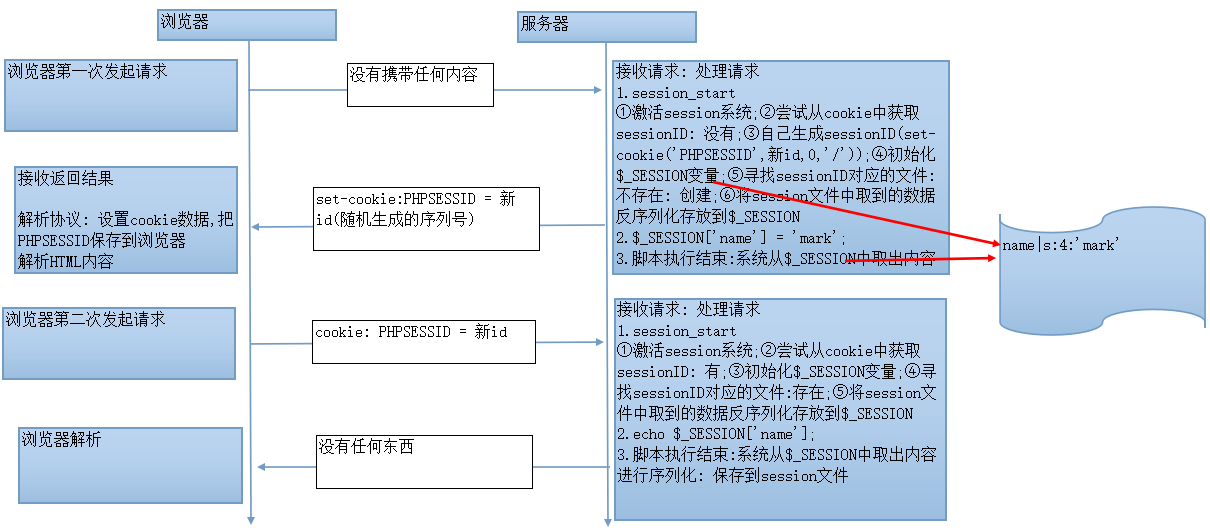 浏览器
服务器
浏览器第一次发起请求
没有携带任何内容
接收请求: 处理请求
1.session_start
①激活session系统;②尝试从cookie中获取
sessionID: 没有;③自己生成sessionID(set-
cookie('PHPSESSID',新id,0,'/'));④初始化
$_SESSION变量;⑤寻找sessionID对应的文件:
不存在: 创建;⑥将session文件中取到的数据
反序列化存放到$_SESSION
2.$_SESSION['name'] = 'mark';
3.脚本执行结束:系统从$_SESSION中取出内容
接收返回结果
解析协议: 设置cookie数据,把
PHPSESSID保存到浏览器
解析HTML内容
set-cookie:PHPSESSID = 新
id(随机生成的序列号)
name|s:4:'mark'
浏览器第二次发起请求
cookie: PHPSESSID = 新id
接收请求: 处理请求
1.session_start
①激活session系统;②尝试从cookie中获取
sessionID: 有;③初始化$_SESSION变量;④寻
找sessionID对应的文件:存在;⑤将session文
件中取到的数据反序列化存放到$_SESSION
2.echo $_SESSION['name'];
3.脚本执行结束:系统从$_SESSION中取出内容
进行序列化: 保存到session文件
浏览器解析
没有任何东西